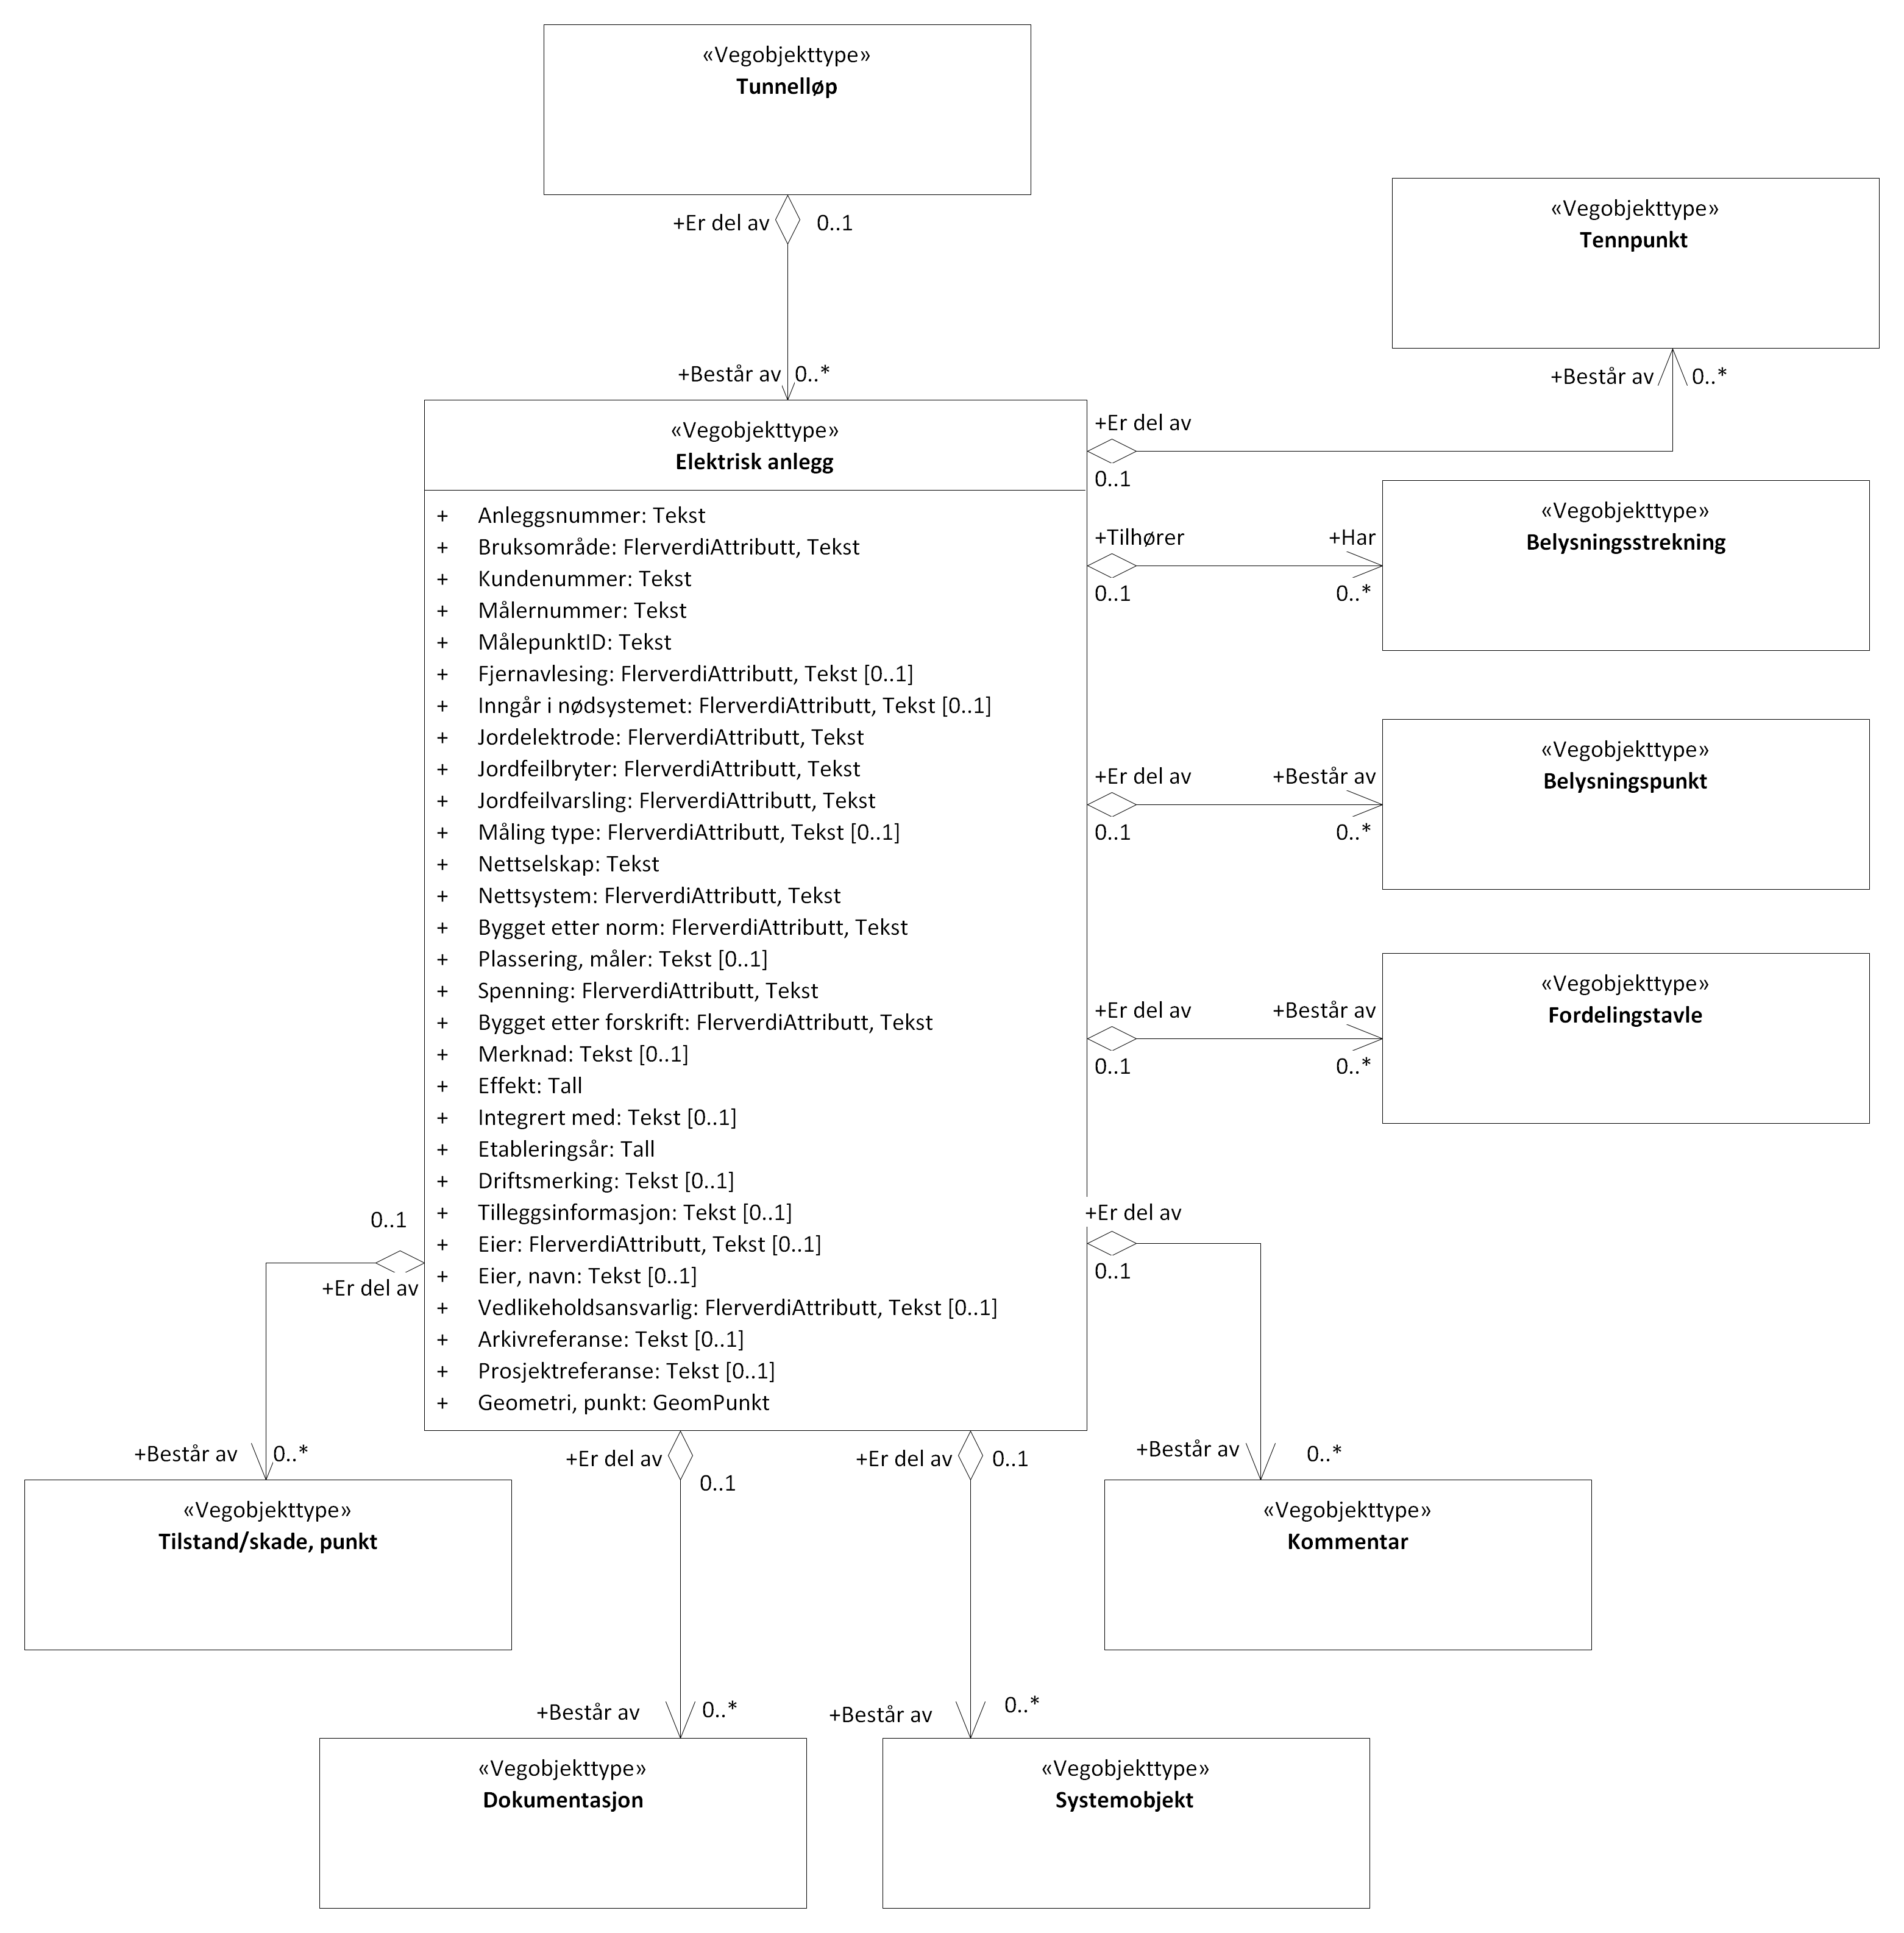 «Vegobjekttype»
Tunnelløp
+Er del av 0..1
+Består av 0..*
«Vegobjekttype»
Tennpunkt
+Består av 0..*
«Vegobjekttype»
Elektrisk anlegg
+ Anleggsnummer: Tekst
+ Bruksområde: FlerverdiAttributt, Tekst
+ Kundenummer: Tekst
+ Målernummer: Tekst
+ MålepunktID: Tekst
+ Fjernavlesing: FlerverdiAttributt, Tekst [0..1]
+ Inngår i nødsystemet: FlerverdiAttributt, Tekst [0..1]
+ Jordelektrode: FlerverdiAttributt, Tekst
+ Jordfeilbryter: FlerverdiAttributt, Tekst
+ Jordfeilvarsling: FlerverdiAttributt, Tekst
+ Måling type: FlerverdiAttributt, Tekst [0..1]
+ Nettselskap: Tekst
+ Nettsystem: FlerverdiAttributt, Tekst
+ Bygget etter norm: FlerverdiAttributt, Tekst
+ Plassering, måler: Tekst [0..1]
+ Spenning: FlerverdiAttributt, Tekst
+ Bygget etter forskrift: FlerverdiAttributt, Tekst
+ Merknad: Tekst [0..1]
+ Effekt: Tall
+ Integrert med: Tekst [0..1]
+ Etableringsår: Tall
+ Driftsmerking: Tekst [0..1]
+ Tilleggsinformasjon: Tekst [0..1]
+ Eier: FlerverdiAttributt, Tekst [0..1]
+ Eier, navn: Tekst [0..1]
+ Vedlikeholdsansvarlig: FlerverdiAttributt, Tekst [0..1]
+ Arkivreferanse: Tekst [0..1]
+ Prosjektreferanse: Tekst [0..1]
+ Geometri, punkt: GeomPunkt
+Er del av
0..1
+Tilhører +Har
0..1 0..*
«Vegobjekttype»
Belysningsstrekning
+Er del av +Består av
0..1 0..*
«Vegobjekttype»
Belysningspunkt
+Er del av +Består av
0..1 0..*
«Vegobjekttype»
Fordelingstavle
+Er del av
0..1
+Består av 0..*
«Vegobjekttype»
Kommentar
0..1
+Er del av
+Består av 0..*
«Vegobjekttype»
Tilstand/skade, punkt
+Er del av
0..1
+Består av 0..*
«Vegobjekttype»
Dokumentasjon
+Er del av 0..1
+Består av 0..*
«Vegobjekttype»
Systemobjekt